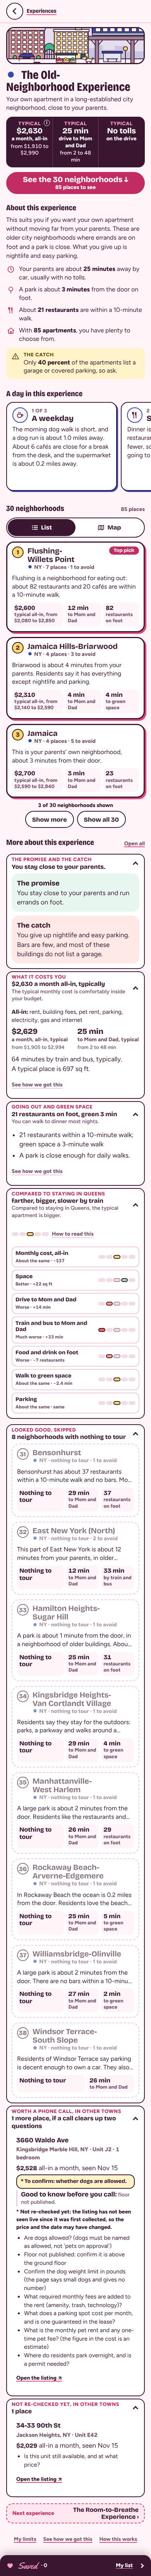 Experiences
The Old-
Neighborhood Experience
Your own apartment in a long-established city
neighborhood, close to your parents.
TYPICAL
$2,630
a month, all-in
from $1,910 to
$2,990
TYPICAL
25 min
drive to Mom
and Dad
from 2 to 48
min
TYPICAL
No tolls
on the drive
See the 30 neighborhoods ↓
85 places to see
About this experience
This suits you if you want your own apartment
without moving far from your parents. These are
older city neighborhoods where errands are on
foot and a park is close. What you give up is
nightlife and easy parking.
Your parents are about 25 minutes away by
car, usually with no tolls.
A park is about 3 minutes from the door on
foot.
About 21 restaurants are within a 10-minute
walk.
With 85 apartments, you have plenty to
choose from.
THE CATCH
Only 40 percent of the apartments list a
garage or covered parking, so ask.
A day in this experience
1 OF 3
A weekday
The morning dog walk is short, and
a dog run is about 10 minutes away.
About 6 cafés are close for a break
from the desk, and the supermarket
is about 0.2 miles away.
30 neighborhoods
85 places
List
Map
1
Flushing-
Willets Point
Top pick
NY · 7 places · 1 to avoid
Flushing is a neighborhood for eating out:
about 82 restaurants and 20 cafés are within
a 10-minute walk.
$2,600
typical all-in, from
$2,080 to $2,850
12 min
to Mom and
Dad
82
restaurants
on foot
2
Jamaica Hills-Briarwood
NY · 4 places · 3 to avoid
Briarwood is about 4 minutes from your
parents. Residents say it has everything
except nightlife and parking.
$2,310
typical all-in, from
$2,140 to $2,590
4 min
to Mom and
Dad
4 min
to green
space
3
Jamaica
NY · 4 places · 5 to avoid
This is your parents' own neighborhood,
about 3 minutes from their door.
$2,700
typical all-in, from
$2,590 to $2,840
3 min
to Mom and
Dad
23
restaurants
on foot
3 of 30 neighborhoods shown
Show more
Show all 30
More about this experience
Open all
THE PROMISE AND THE CATCH
You stay close to your parents.
The promise
You stay close to your parents and run
errands on foot.
The catch
You give up nightlife and easy parking.
Bars are few, and most of these
buildings do not list a garage.
WHAT IT COSTS YOU
$2,630 a month all-in, typically
The typical monthly cost is comfortably inside
your budget.
All-in: rent, building fees, pet rent, parking,
electricity, gas and internet
$2,629
a month, all-in, typical
from $1,905 to $2,994
25 min
to Mom and Dad, typical
from 2 to 48 min
64 minutes by train and bus, typically.
A typical place is 697 sq ft.
See how we got this
GOING OUT AND GREEN SPACE
21 restaurants on foot, green 3 min
You can walk to dinner most nights.
21 restaurants within a 10-minute walk;
green space a 3-minute walk
A park is close enough for daily walks.
See how we got this
COMPARED TO STAYING IN QUEENS
farther, bigger, slower by train
Compared to staying in Queens, the typical
apartment is bigger.
How to read this
Monthly cost, all-in
About the same · -$37
Space
Better · +22 sq ft
Drive to Mom and Dad
Worse · +14 min
Train and bus to Mom and
Dad
Much worse · +33 min
Food and drink on foot
Worse · -7 restaurants
Walk to green space
About the same · -2.4 min
Parking
About the same · same
LOOKED GOOD, SKIPPED
8 neighborhoods with nothing to tour
31
Bensonhurst
NY · nothing to tour · 1 to avoid
Bensonhurst has about 37 restaurants
within a 10-minute walk and no bars. Mo...
Nothing to
tour
29 min
to Mom and
Dad
37
restaurants
on foot
32
East New York (North)
NY · nothing to tour · 2 to avoid
This part of East New York is about 12
minutes from your parents, in older...
Nothing to
tour
12 min
to Mom and
Dad
33 min
by train and
bus
33
Hamilton Heights-
Sugar Hill
NY · nothing to tour · 1 to avoid
A park is about 1 minute from the door, in
a neighborhood of older buildings. Abou...
Nothing to
tour
25 min
to Mom and
Dad
31
restaurants
on foot
34
Kingsbridge Heights-
Van Cortlandt Village
NY · nothing to tour · 1 to avoid
Residents say they stay for the outdoors:
parks, a parkway and walks around a...
Nothing to
tour
29 min
to Mom and
Dad
4 min
to green
space
35
Manhattanville-
West Harlem
NY · nothing to tour · 1 to avoid
A large park is about 2 minutes from the
door. Residents like the restaurants and...
Nothing to
tour
26 min
to Mom and
Dad
29
restaurants
on foot
36
Rockaway Beach-
Arverne-Edgemere
NY · nothing to tour · 1 to avoid
In Rockaway Beach the ocean is 0.2 miles
from the door. Residents love the beach...
Nothing to
tour
25 min
to Mom and
Dad
5 min
to green
space
37
Williamsbridge-Olinville
NY · nothing to tour · 1 to avoid
A large park is about 2 minutes from the
door. There are no bars within a 10-minu...
Nothing to
tour
27 min
to Mom and
Dad
2 min
to green
space
38
Windsor Terrace-
South Slope
NY · nothing to tour · 1 to avoid
Residents of Windsor Terrace say parking
is decent enough to own a car. They also...
Nothing to tour
26 min
to Mom and Dad
WORTH A PHONE CALL, IN OTHER TOWNS
1 more place, if a call clears up two
questions
3660 Waldo Ave
Kingsbridge Marble Hill, NY · Unit J2 · 1
bedroom
$2,528 all-in a month, seen Nov 15
* To confirm: whether dogs are allowed.
Good to know before you call: floor
not published.
* Not re-checked yet: the listing has not been
seen live since it was first collected, so the
price and the date may have changed.
Are dogs allowed? (dogs must be named
as allowed, not 'pets on approval')
Floor not published: confirm it is above
the ground floor
Confirm the dog weight limit in pounds
(the page says small dogs and gives no
number)
What required monthly fees are added to
the rent (amenity, trash, technology)?
What does a parking spot cost per month,
and is one guaranteed in the lease?
What is the monthly pet rent and any one-
time pet fee? (the figure in the cost is an
estimate)
Where do residents park overnight, and is
a permit needed?
Open the listing ↗
NOT RE-CHECKED YET, IN OTHER TOWNS
1 place
34-33 90th St
Jackson Heights, NY · Unit E42
$2,029 all-in a month, seen Nov 15
Is this unit still available, and at what
price?
Open the listing ↗
Next experience
The Room-to-Breathe
Experience ›
My limits
See how we got this
How this works
Saved · 0
My list